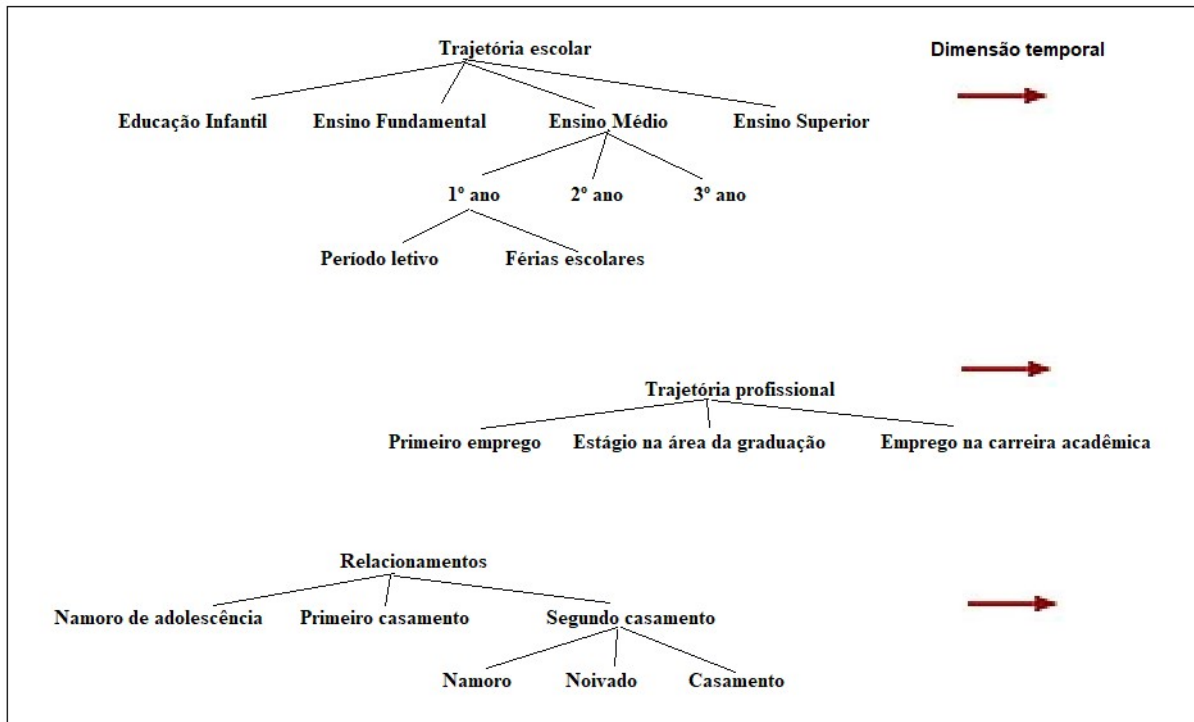 Trajetória escolar
Dimensão temporal
Educação Infantil
Ensino Fundamental
Ensino Médio
Ensino Superior
1º ano
2º ano
3º ano
Período letivo
Férias escolares
Trajetória profissional
Primeiro emprego
Estágio na área da graduação
Emprego na carreira acadêmica
Relacionamentos
Namoro de adolescência
Primeiro casamento
Segundo casamento
Namoro
Noivado
Casamento